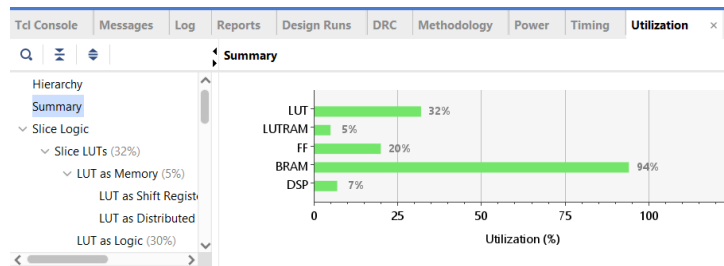 Tcl Console Messages Log Reports Design Runs DRC Methodology Power Timing Utilization ×
Summary
Hierarchy
Summary
Slice Logic
Slice LUTs (32%)
LUT as Memory (5%)
LUT as Shift Regist
LUT as Distributed
LUT as Logic (30%)
LUT 32%
LUTRAM 5%
FF 20%
BRAM 94%
DSP 7%
0 25 50 75 100
Utilization (%)